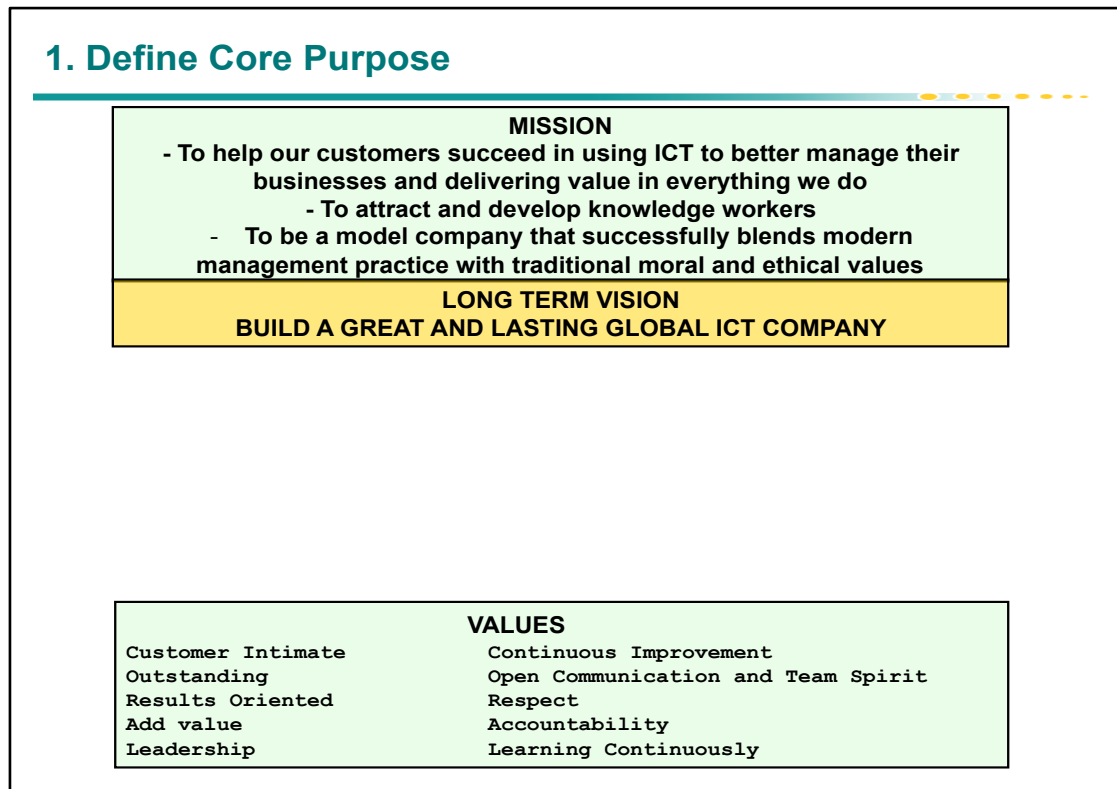 1. Define Core Purpose
MISSION
- To help our customers succeed in using ICT to better manage their
businesses and delivering value in everything we do
- To attract and develop knowledge workers
- To be a model company that successfully blends modern
management practice with traditional moral and ethical values
LONG TERM VISION
BUILD A GREAT AND LASTING GLOBAL ICT COMPANY
VALUES
Customer Intimate
Outstanding
Results Oriented
Add value
Leadership
Continuous Improvement
Open Communication and Team Spirit
Respect
Accountability
Learning Continuously